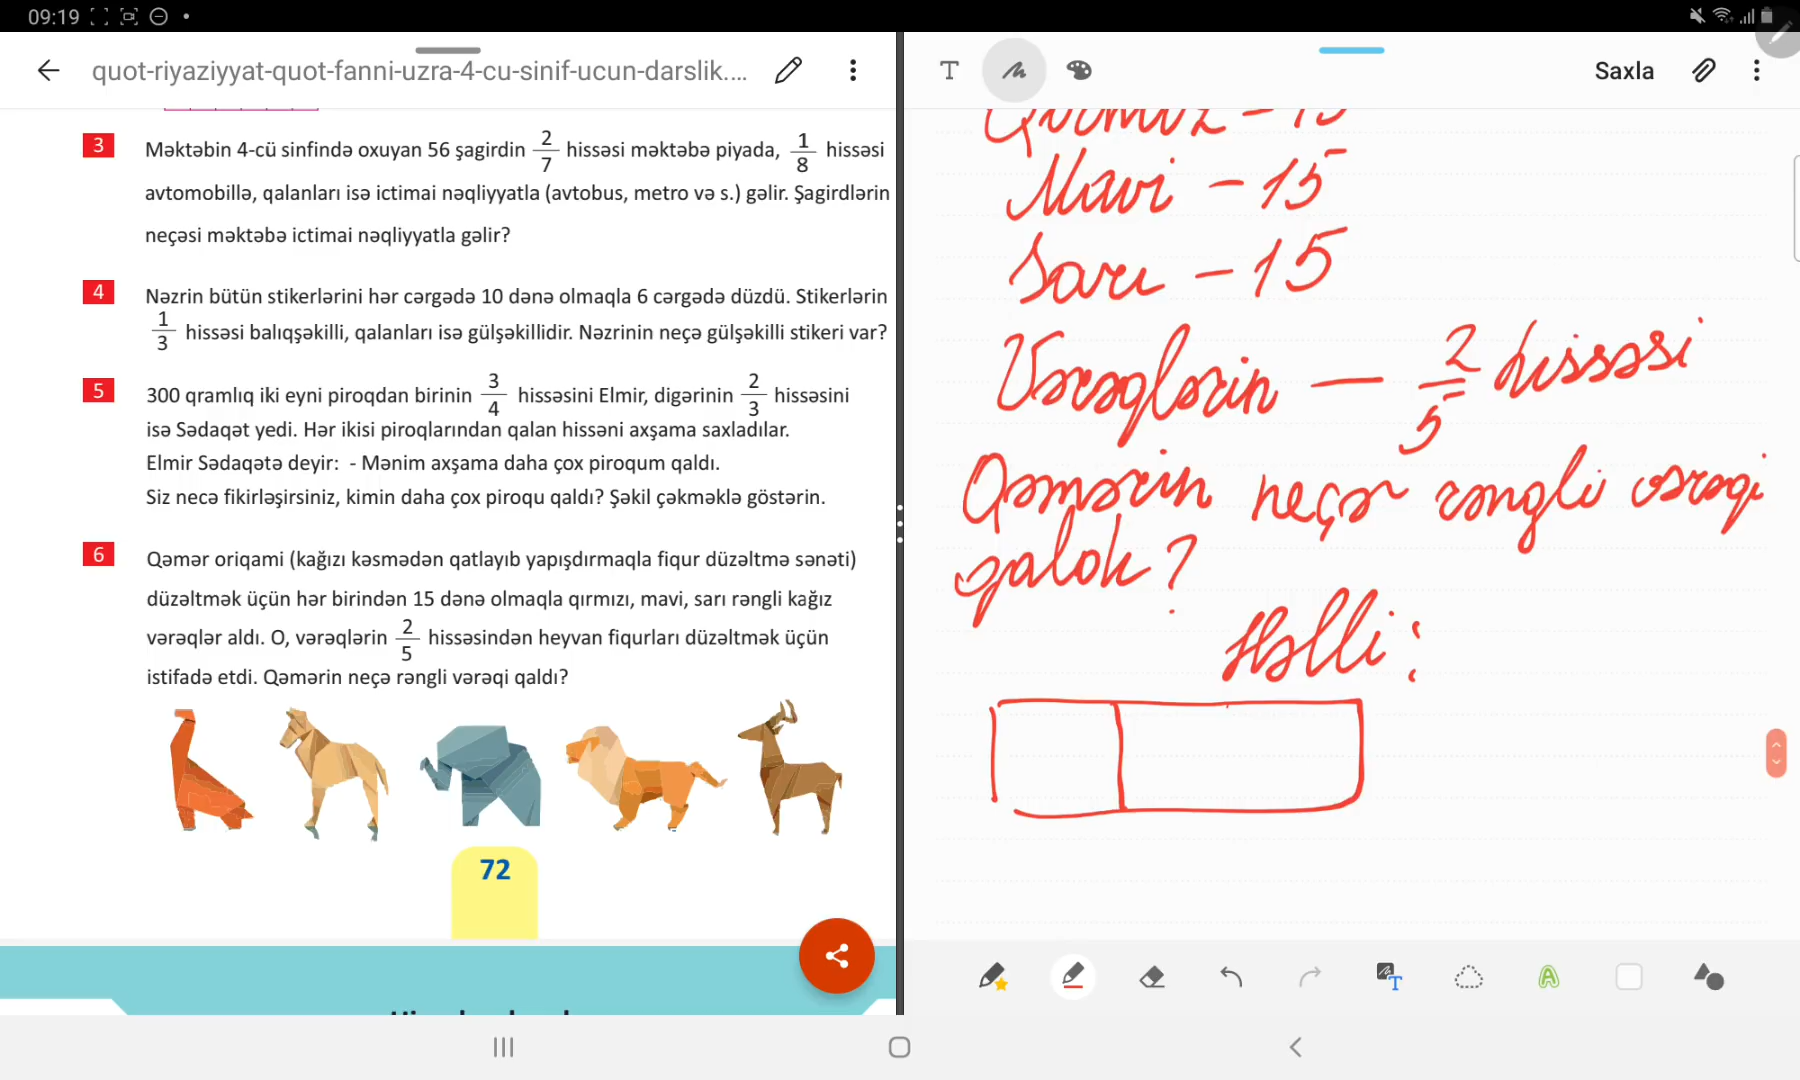 09:19
quot-riyaziyyat-quot-fanni-uzra-4-cu-sinif-ucun-darslik....
3 Məktəbin 4-cü sinfində oxuyan 56 şagirdin 2/7 hissəsi məktəbə piyada, 1/8 hissəsi
avtomobillə, qalanları isə ictimai nəqliyyatla (avtobus, metro və s.) gəlir. Şagirdlərin
neçəsi məktəbə ictimai nəqliyyatla gəlir?
4 Nəzrin bütün stikerlərini hər cərgədə 10 dənə olmaqla 6 cərgədə düzdü. Stikerlərin
1/3 hissəsi balıqşəkilli, qalanları isə gülşəkillidir. Nəzrinin neçə gülşəkilli stikeri var?
5 300 qramlıq iki eyni piroqdan birinin 3/4 hissəsini Elmir, digərinin 2/3 hissəsini
isə Sədaqət yedi. Hər ikisi piroqlarından qalan hissəni axşama saxladılar.
Elmir Sədaqətə deyir: - Mənim axşama daha çox piroqum qaldı.
Siz necə fikirləşirsiniz, kimin daha çox piroqu qaldı? Şəkil çəkməklə göstərin.
6 Qəmər oriqami (kağızı kəsmədən qatlayıb yapışdırmaqla fiqur düzəltmə sənəti)
düzəltmək üçün hər birindən 15 dənə olmaqla qırmızı, mavi, sarı rəngli kağız
vərəqlər aldı. O, vərəqlərin 2/5 hissəsindən heyvan fiqurları düzəltmək üçün
istifadə etdi. Qəmərin neçə rəngli vərəqi qaldı?
72
T
Saxla
Mavi - 15
Sarı - 15
Vərəqlərin — 2/5 hissəsi
Qəmərin neçə rəngli vərəqi
qaldı?
Həlli: